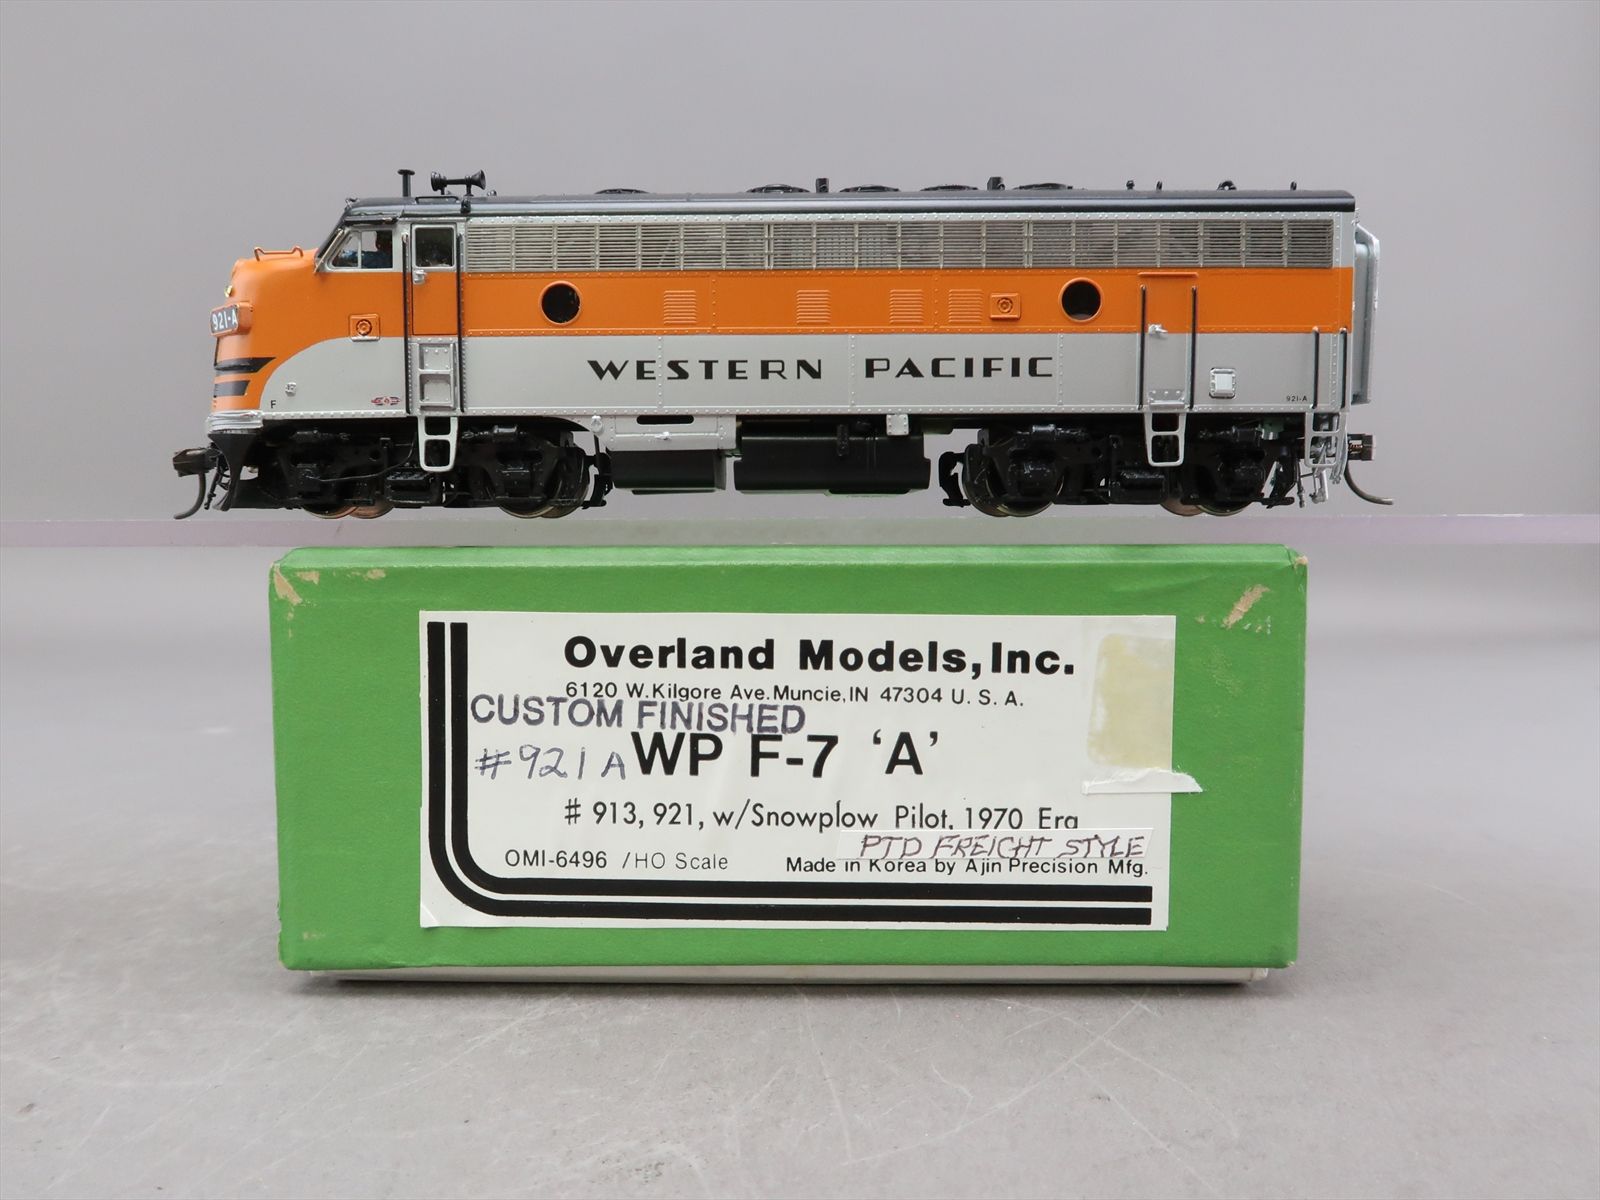 921-A
WESTERN PACIFIC
F
921-A
Overland Models, Inc.
6120 W. Kilgore Ave. Muncie, IN 47304 U. S. A.
CUSTOM FINISHED
#921A WP F-7 'A'
# 913, 921, w/Snowplow Pilot, 1970 Era
PTD FREIGHT STYLE
OMI-6496 /HO Scale Made in Korea by Ajin Precision Mfg.